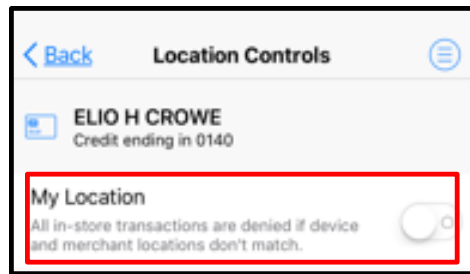 Back Location Controls
ELIO H CROWE
Credit ending in 0140
My Location
All in-store transactions are denied if device
and merchant locations don't match.